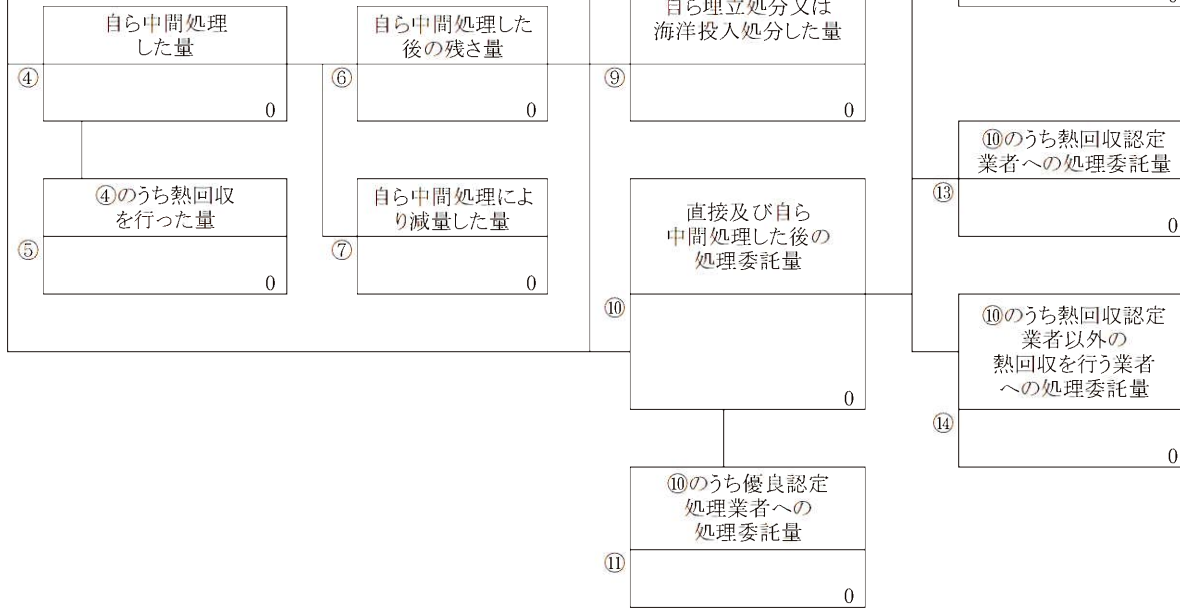 自ら中間処理
した量
④
0
自ら中間処理した
後の残さ量
⑥
0
自ら埋立処分又は
海洋投入処分した量
⑨
0
④のうち熱回収
を行った量
⑤
0
自ら中間処理によ
り減量した量
⑦
0
直接及び自ら
中間処理した後の
処理委託量
⑩
0
⑩のうち優良認定
処理業者への
処理委託量
⑪
0
⑩のうち熱回収認定
業者への処理委託量
⑬
0
⑩のうち熱回収認定
業者以外の
熱回収を行う業者
への処理委託量
⑭
0